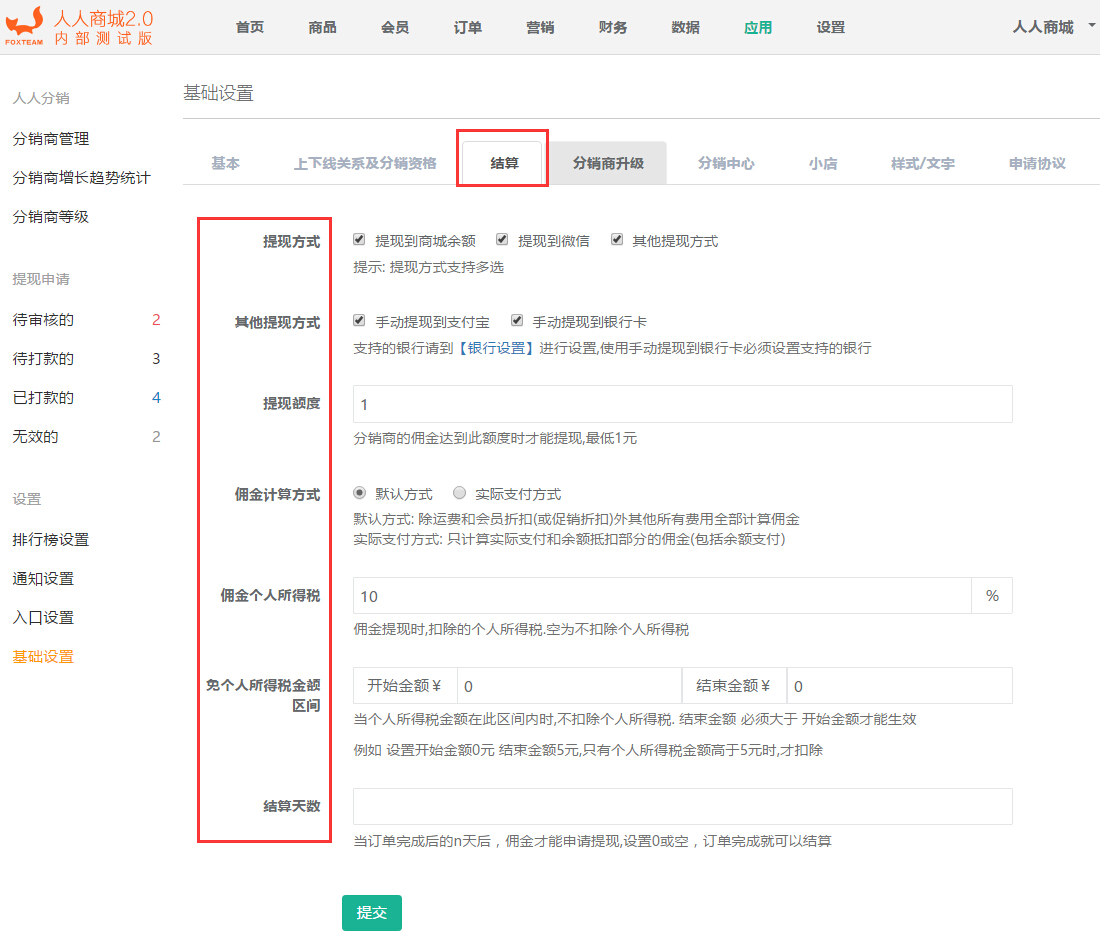 人人商城2.0
内部测试版
FOXTEAM
首页 商品 会员 订单 营销 财务 数据 应用 设置 人人商城
人人分销
分销商管理
分销商增长趋势统计
分销商等级
提现申请
待审核的 2
待打款的 3
已打款的 4
无效的 2
设置
排行榜设置
通知设置
入口设置
基础设置
基础设置
基本 上下线关系及分销资格 结算 分销商升级 分销中心 小店 样式/文字 申请协议
提现方式 提现到商城余额 提现到微信 其他提现方式
提示: 提现方式支持多选
其他提现方式 手动提现到支付宝 手动提现到银行卡
支持的银行请到【银行设置】进行设置,使用手动提现到银行卡必须设置支持的银行
提现额度 1
分销商的佣金达到此额度时才能提现,最低1元
佣金计算方式 默认方式 实际支付方式
默认方式: 除运费和会员折扣(或促销折扣)外其他所有费用全部计算佣金
实际支付方式: 只计算实际支付和余额抵扣部分的佣金(包括余额支付)
佣金个人所得税 10 %
佣金提现时,扣除的个人所得税.空为不扣除个人所得税
免个人所得税金额 开始金额¥ 0 结束金额¥ 0
区间
当个人所得税金额在此区间内时,不扣除个人所得税. 结束金额 必须大于 开始金额才能生效
例如 设置开始金额0元 结束金额5元,只有个人所得税金额高于5元时,才扣除
结算天数
当订单完成后的n天后，佣金才能申请提现,设置0或空，订单完成就可以结算
提交